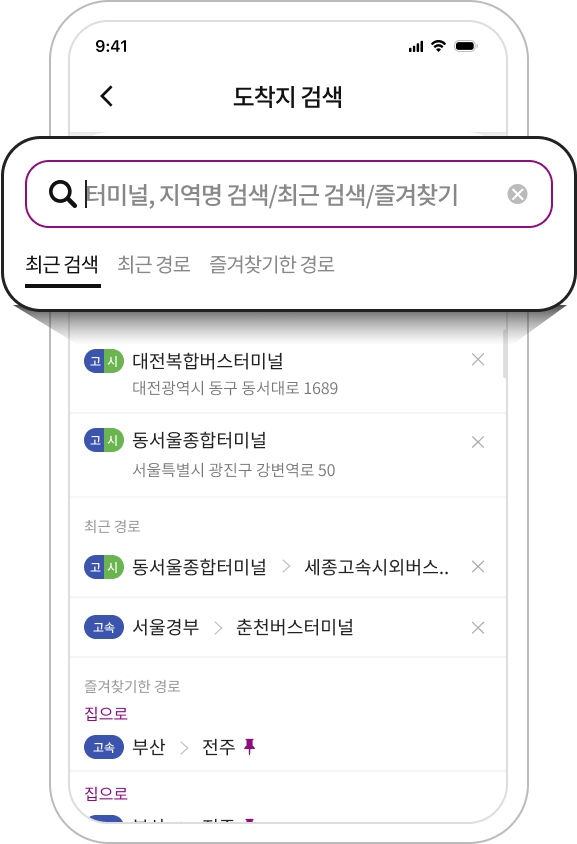 9:41
도착지 검색
터미널, 지역명 검색/최근 검색/즐겨찾기
최근 검색 최근 경로 즐겨찾기한 경로
고 시 대전복합버스터미널
대전광역시 동구 동서대로 1689
고 시 동서울종합터미널
서울특별시 광진구 강변역로 50
최근 경로
고 시 동서울종합터미널 > 세종고속시외버스..
고속 서울경부 > 춘천버스터미널
즐겨찾기한 경로
집으로
고속 부산 > 전주
집으로